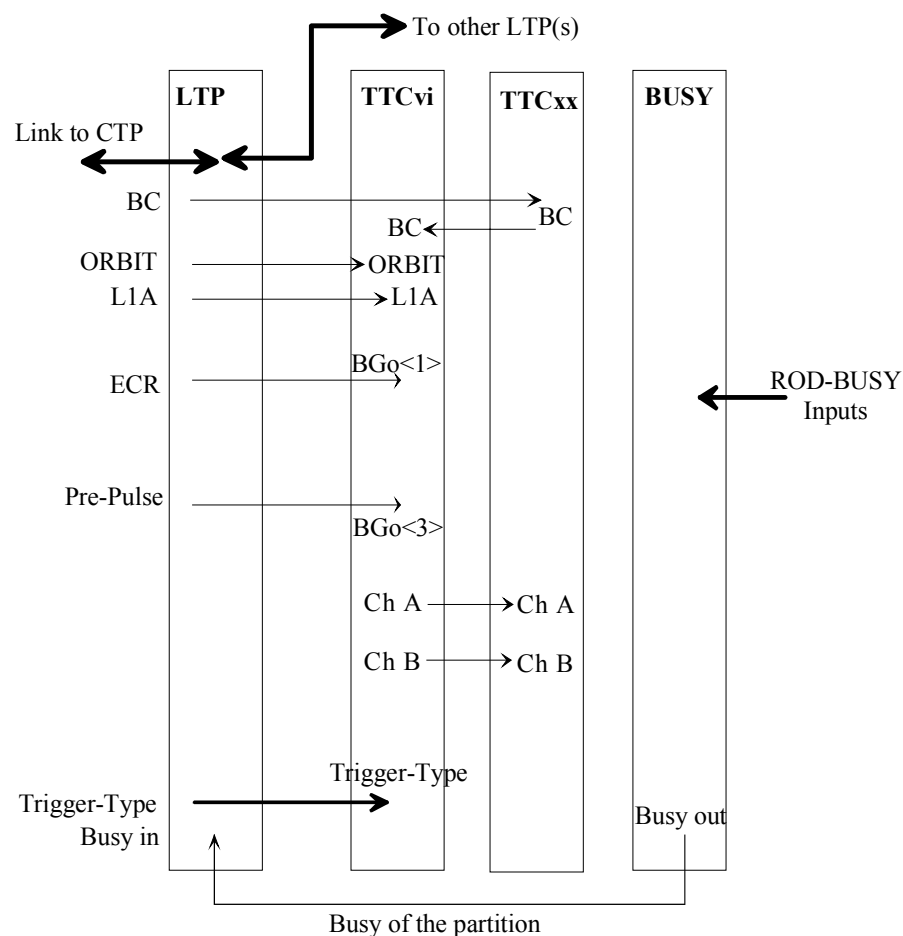 To other LTP(s)
LTP
TTCvi
TTCxx
BUSY
Link to CTP
BC
BC
BC
ORBIT
ORBIT
L1A
L1A
BGo<1>
ECR
ROD-BUSY
Inputs
Pre-Pulse
BGo<3>
Ch A
Ch A
Ch B
Ch B
Trigger-Type
Trigger-Type
Busy in
Busy out
Busy of the partition